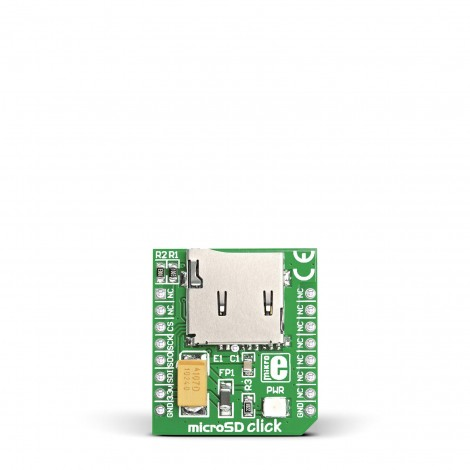 R2 R1
CE
NC
NC
CS
SCK
SDO
SDI
3.3V
GND
NC
NC
NC
NC
NC
NC
NC
GND
E1 C1
FP1
R3
mikro
e
PWR
microSD click